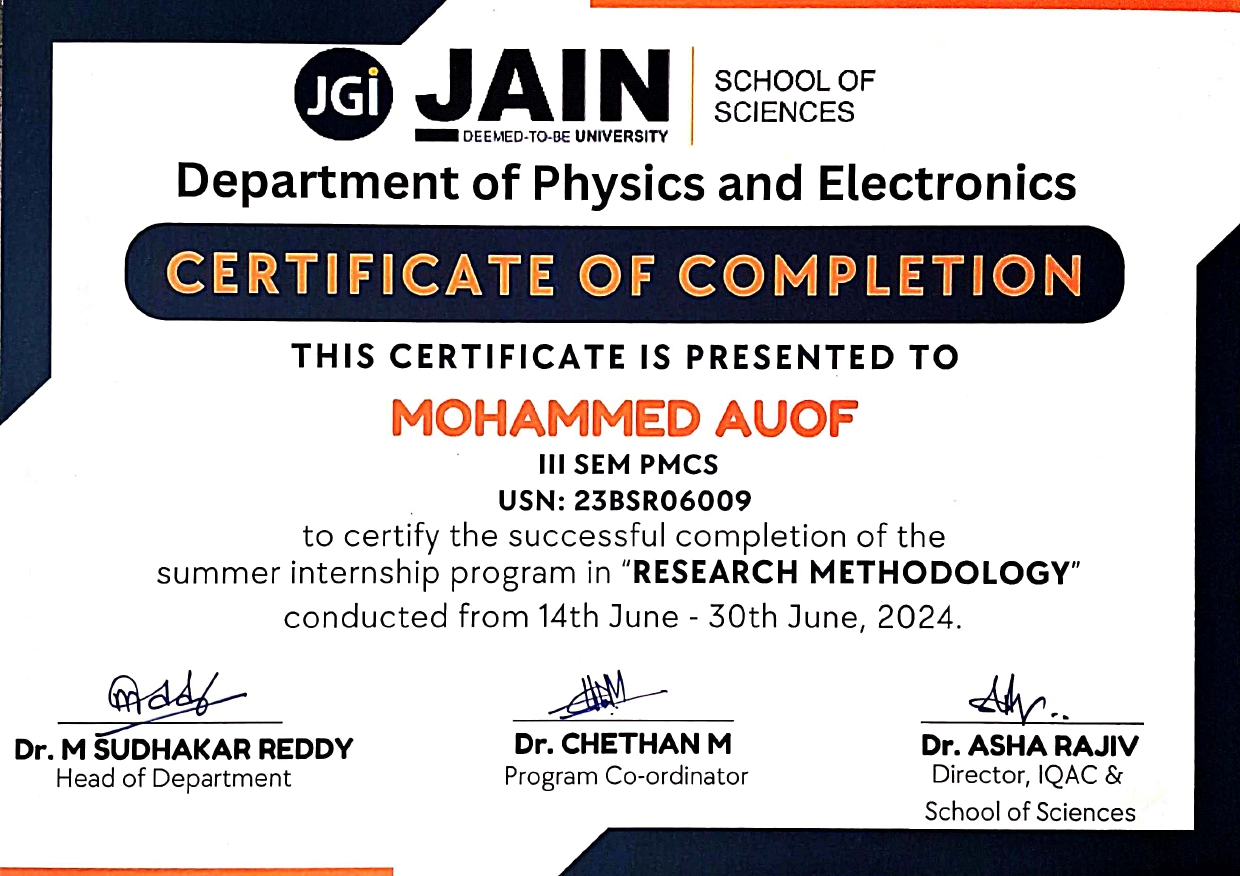 JGi JAIN
DEEMED-TO-BE UNIVERSITY
SCHOOL OF
SCIENCES
Department of Physics and Electronics
CERTIFICATE OF COMPLETION
THIS CERTIFICATE IS PRESENTED TO
MOHAMMED AUOF
III SEM PMCS
USN: 23BSR06009
to certify the successful completion of the
summer internship program in “RESEARCH METHODOLOGY”
conducted from 14th June - 30th June, 2024.
Dr. M SUDHAKAR REDDY
Head of Department
Dr. CHETHAN M
Program Co-ordinator
Dr. ASHA RAJIV
Director, IQAC &
School of Sciences